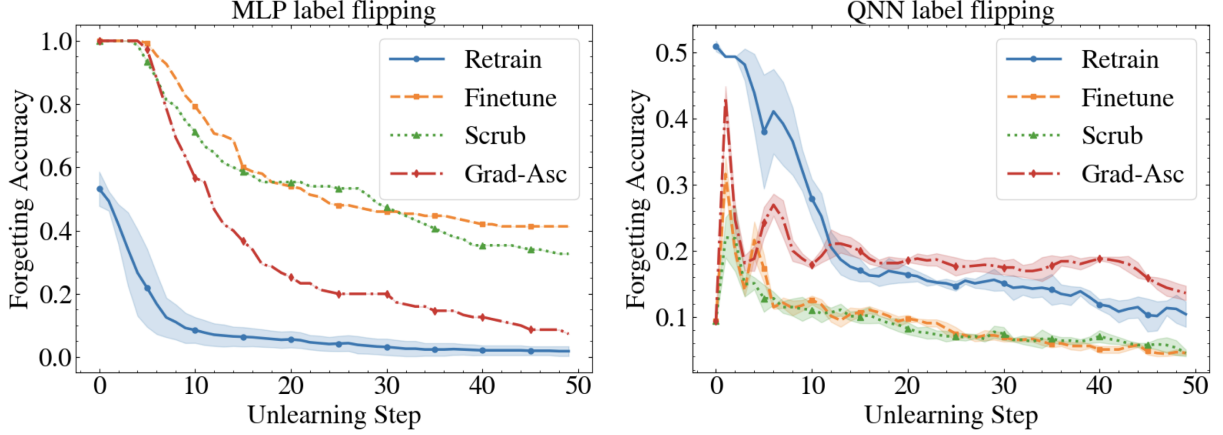 MLP label flipping
Forgetting Accuracy
1.0
0.8
0.6
0.4
0.2
0.0
Retrain
Finetune
Scrub
Grad-Asc
0
10
20
30
40
50
Unlearning Step
QNN label flipping
Forgetting Accuracy
0.5
0.4
0.3
0.2
0.1
Retrain
Finetune
Scrub
Grad-Asc
0
10
20
30
40
50
Unlearning Step